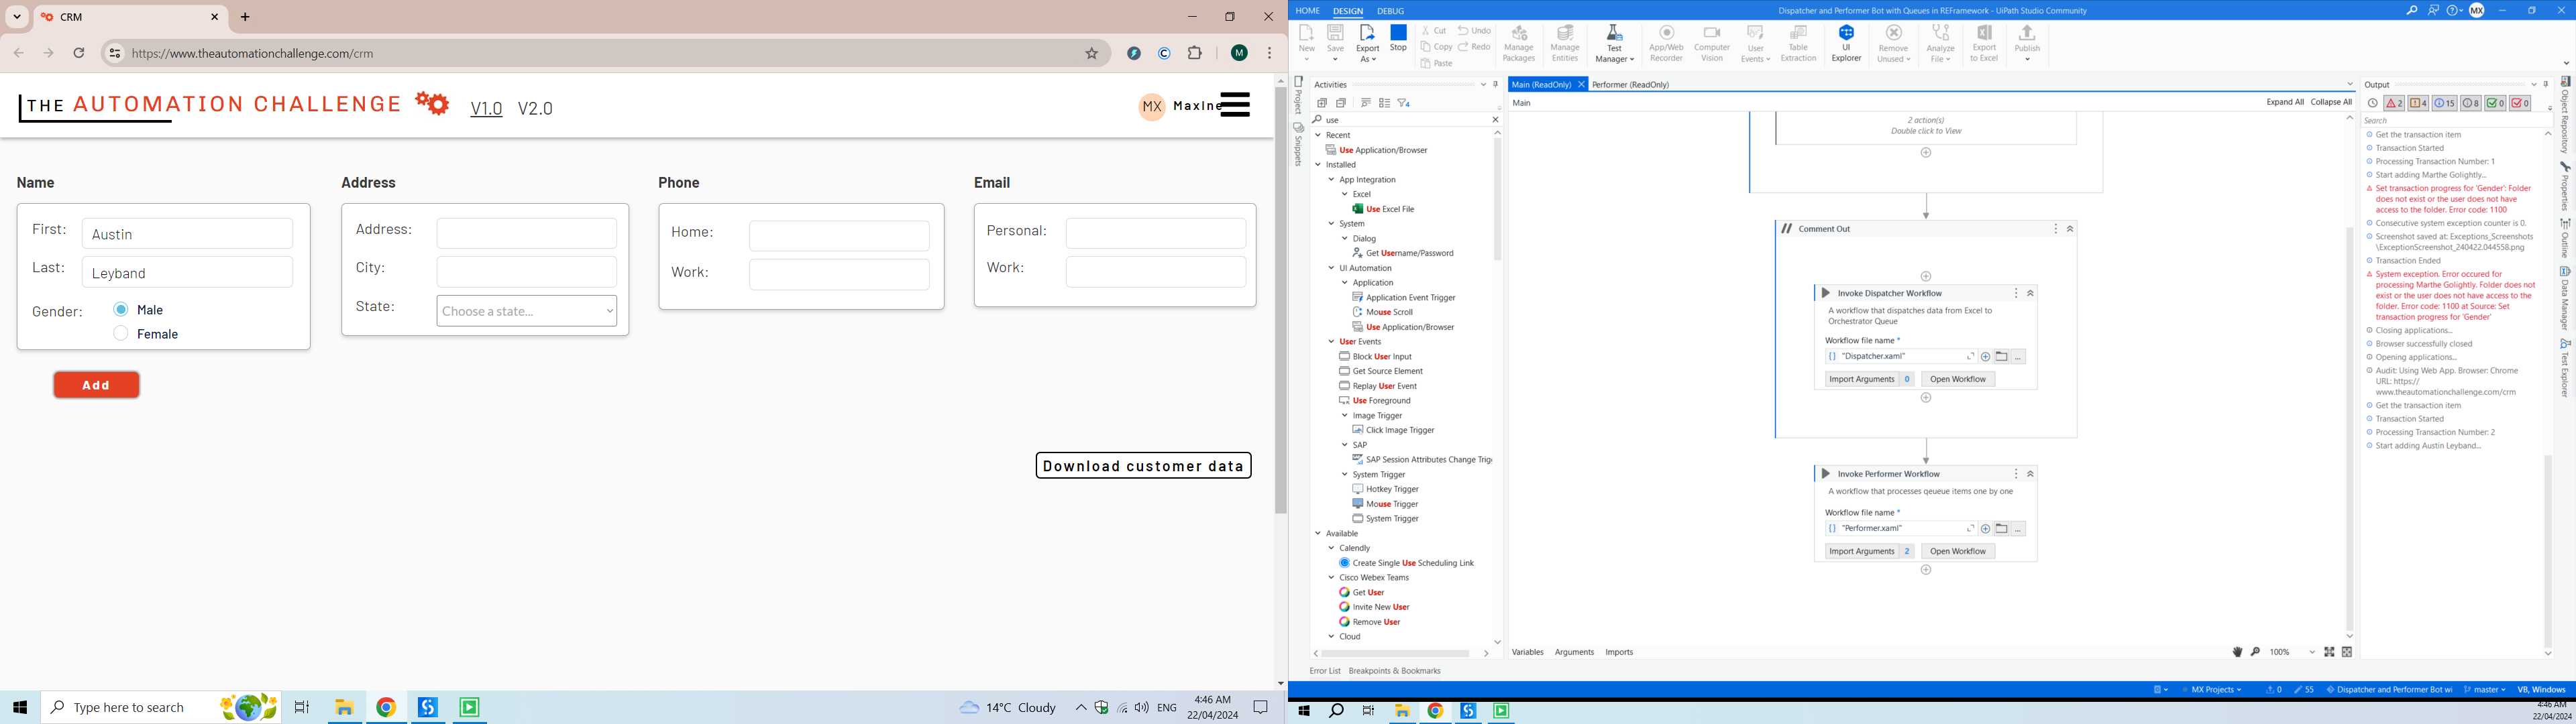 CRM
https://www.theautomationchallenge.com/crm
M
THE AUTOMATION CHALLENGE
V1.0 V2.0
MX MaxIne
Name
First:
Austin
Last:
Leyband
Gender:
Male
Female
Add
Address
Address:
City:
State:
Choose a state...
Phone
Home:
Work:
Email
Personal:
Work:
Download customer data
Type here to search
14°C Cloudy
ENG
4:46 AM
22/04/2024
HOME DESIGN DEBUG
Dispatcher and Performer Bot with Queues in REFramework - UiPath Studio Community
MX
New
Save
Export As
Stop
Cut
Copy
Paste
Undo
Redo
Manage Packages
Manage Entities
Test Manager
App/Web Recorder
Computer Vision
User Events
Table Extraction
UI Explorer
Remove Unused
Analyze File
Export to Excel
Publish
Project
Snippets
Activities
use
Recent
Use Application/Browser
Installed
App Integration
Excel
Use Excel File
System
Dialog
Get Username/Password
UI Automation
Application
Application Event Trigger
Mouse Scroll
Use Application/Browser
User Events
Block User Input
Get Source Element
Replay User Event
Use Foreground
Image Trigger
Click Image Trigger
SAP
SAP Session Attributes Change Trig
System Trigger
Hotkey Trigger
Mouse Trigger
System Trigger
Available
Calendly
Create Single Use Scheduling Link
Cisco Webex Teams
Get User
Invite New User
Remove User
Cloud
Main (ReadOnly)
Performer (ReadOnly)
Main
Expand All Collapse All
2 action(s)
Double click to View
Comment Out
Invoke Dispatcher Workflow
A workflow that dispatches data from Excel to
Orchestrator Queue
Workflow file name *
"Dispatcher.xaml"
Import Arguments 0 Open Workflow
Invoke Performer Workflow
A workflow that processes qeueue items one by one
Workflow file name *
"Performer.xaml"
Import Arguments 2 Open Workflow
Variables Arguments Imports
100%
Error List Breakpoints & Bookmarks
Output
2 4 15 8 0 0
Search
Get the transaction item
Transaction Started
Processing Transaction Number: 1
Start adding Marthe Golightly...
Set transaction progress for 'Gender': Folder
does not exist or the user does not have
access to the folder. Error code: 1100
Consecutive system exception counter is 0.
Screenshot saved at: Exceptions_Screenshots
\ExceptionScreenshot_240422.044558.png
Transaction Ended
System exception. Error occured for
processing Marthe Golightly. Folder does not
exist or the user does not have access to the
folder. Error code: 1100 at Source: Set
transaction progress for 'Gender'
Closing applications...
Browser successfully closed
Opening applications...
Audit: Using Web App. Browser: Chrome
URL: https://
www.theautomationchallenge.com/crm
Get the transaction item
Transaction Started
Processing Transaction Number: 2
Start adding Austin Leyband...
Object Repository
Properties
Outline
Data Manager
Test Explorer
MX Projects
0
55
Dispatcher and Performer Bot wi
master
VB, Windows
4:46 AM
22/04/2024